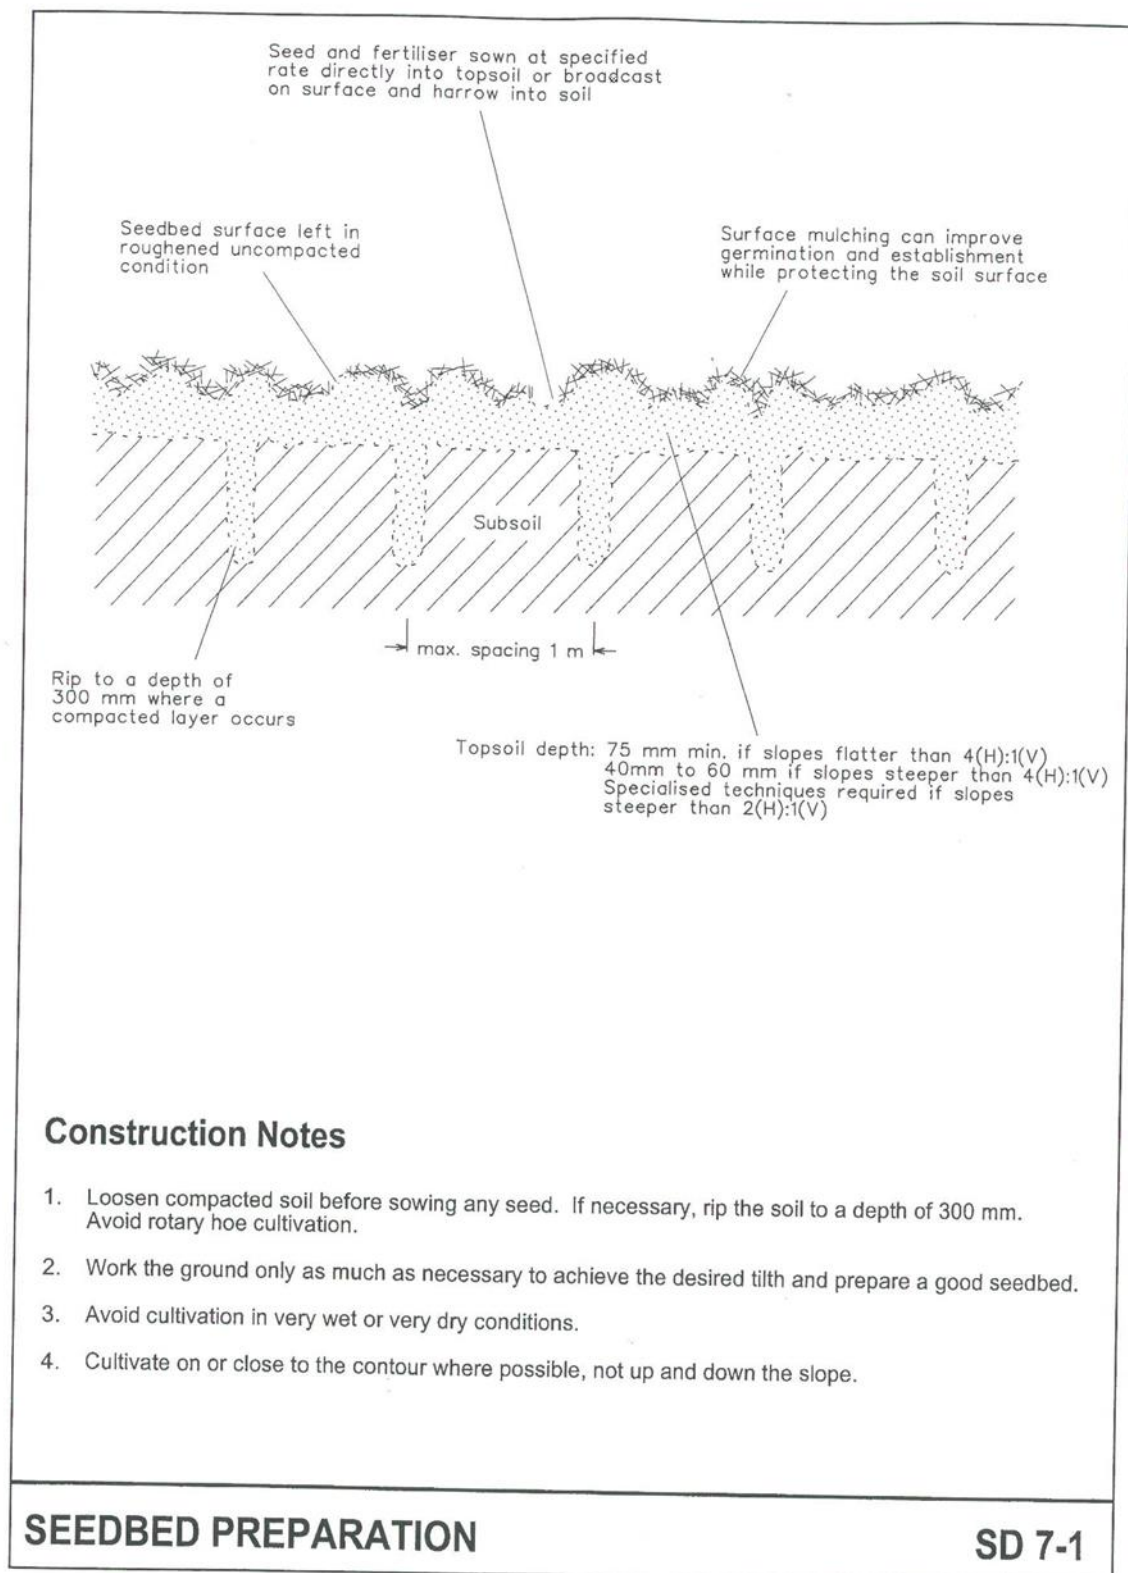 Seed and fertiliser sown at specified
rate directly into topsoil or broadcast
on surface and harrow into soil
Seedbed surface left in
roughened uncompacted
condition
Surface mulching can improve
germination and establishment
while protecting the soil surface
Subsoil
max. spacing 1 m
Rip to a depth of
300 mm where a
compacted layer occurs
Topsoil depth: 75 mm min. if slopes flatter than 4(H):1(V)
40mm to 60 mm if slopes steeper than 4(H):1(V)
Specialised techniques required if slopes
steeper than 2(H):1(V)
Construction Notes
1. Loosen compacted soil before sowing any seed. If necessary, rip the soil to a depth of 300 mm.
Avoid rotary hoe cultivation.
2. Work the ground only as much as necessary to achieve the desired tilth and prepare a good seedbed.
3. Avoid cultivation in very wet or very dry conditions.
4. Cultivate on or close to the contour where possible, not up and down the slope.
SEEDBED PREPARATION SD 7-1